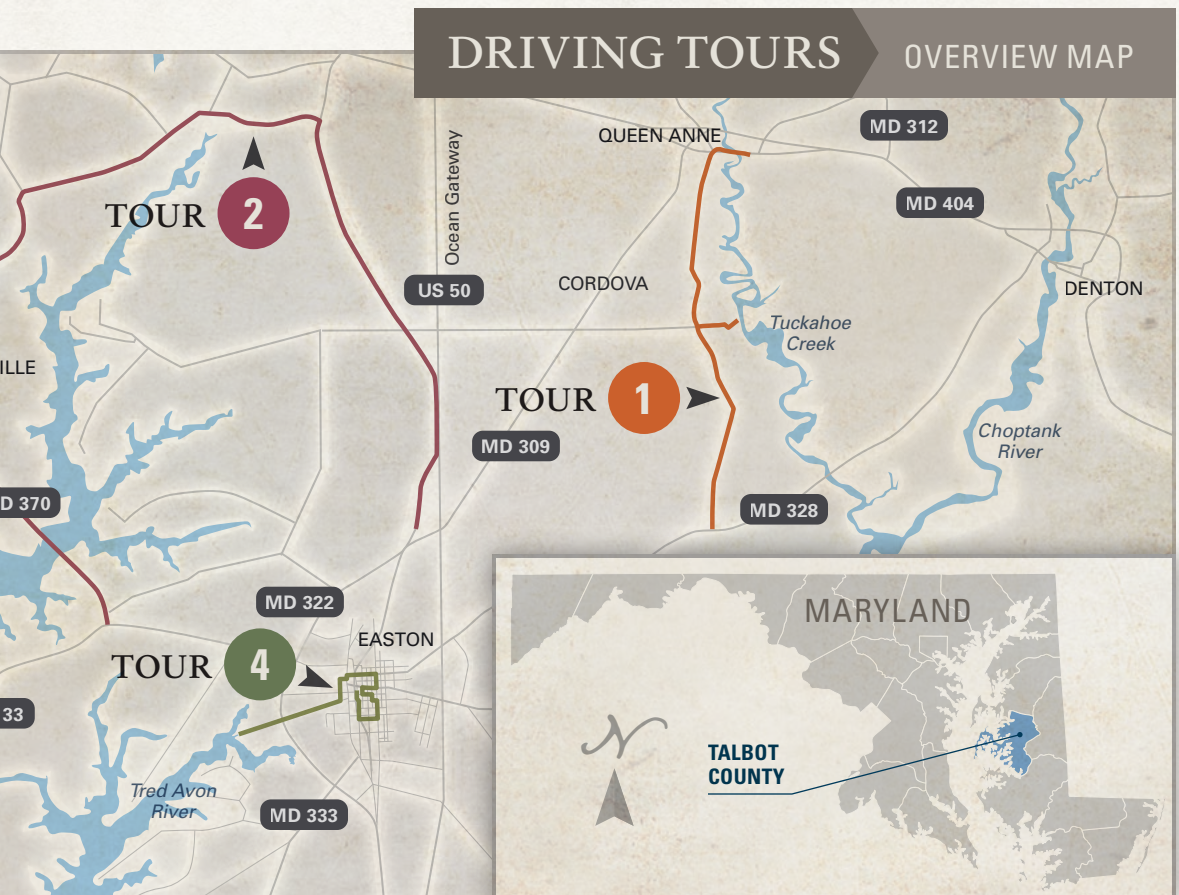 DRIVING TOURS
OVERVIEW MAP
MD 312
QUEEN ANNE
Ocean Gateway
MD 404
TOUR 2
CORDOVA
US 50
DENTON
Tuckahoe
Creek
ILLE
TOUR 1
MD 309
Choptank
River
D 370
MD 328
MD 322
MARYLAND
EASTON
TOUR 4
33
N
TALBOT
COUNTY
Tred Avon
River
MD 333